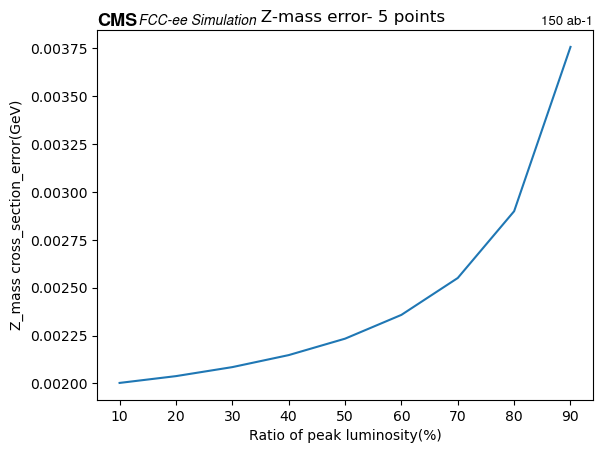 CMS FCC-ee Simulation Z-mass error- 5 points 150 ab-1
Z_mass cross_section_error(GeV)
0.00375
0.00350
0.00325
0.00300
0.00275
0.00250
0.00225
0.00200
10 20 30 40 50 60 70 80 90
Ratio of peak luminosity(%)